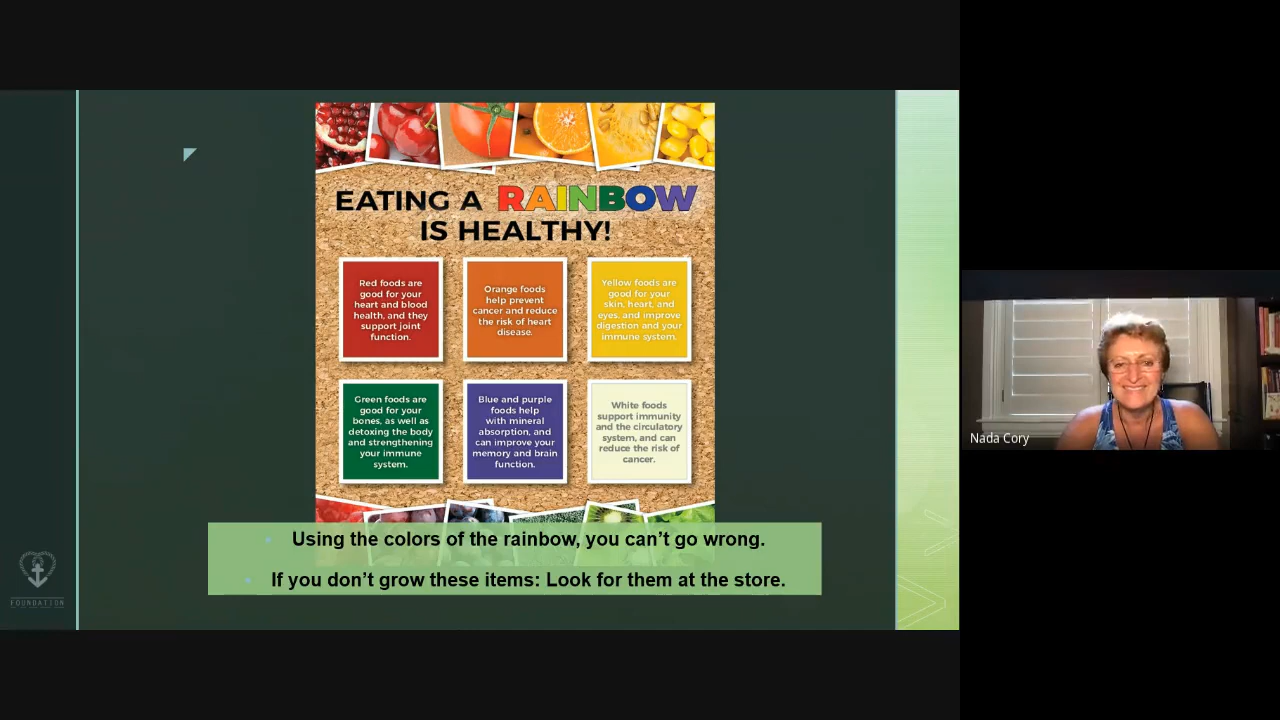 EATING A RAINBOW
IS HEALTHY!
Red foods are
good for your
heart and blood
health, and they
support joint
function.
Orange foods
help prevent
cancer and reduce
the risk of heart
disease.
Yellow foods are
good for your
skin, heart, and
eyes, and improve
digestion and your
immune system.
Green foods are
good for your
bones, as well as
detoxing the body
and strengthening
your immune
system.
Blue and purple
foods help
with mineral
absorption, and
can improve your
memory and brain
function.
White foods
support immunity
and the circulatory
system, and can
reduce the risk of
cancer.
Using the colors of the rainbow, you can’t go wrong.
If you don’t grow these items: Look for them at the store.
FOUNDATION
Nada Cory